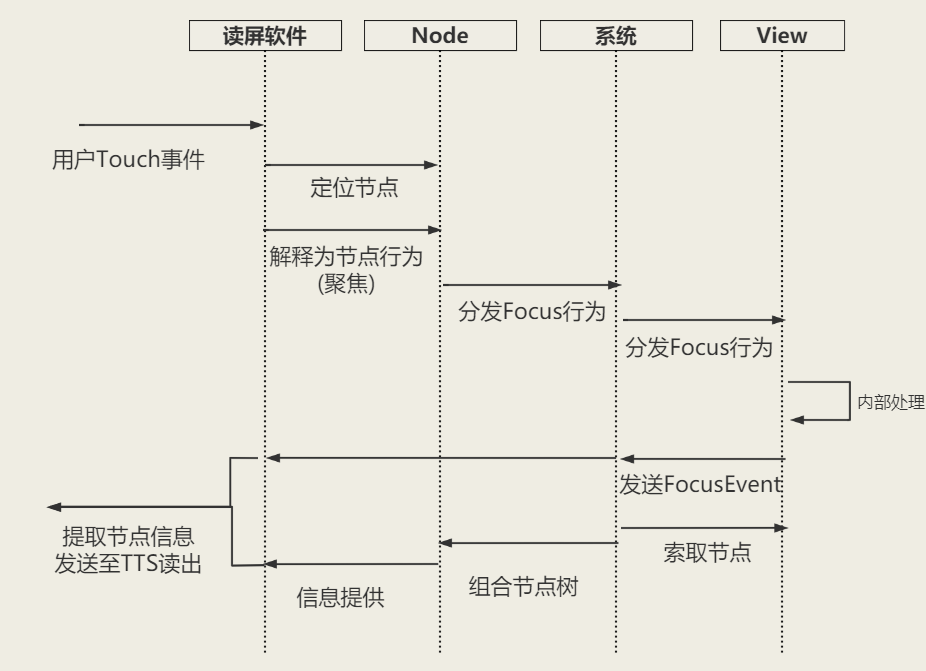 读屏软件
Node
系统
View
用户Touch事件
定位节点
解释为节点行为
(聚焦)
分发Focus行为
分发Focus行为
内部处理
发送FocusEvent
提取节点信息
发送至TTS读出
索取节点
组合节点树
信息提供